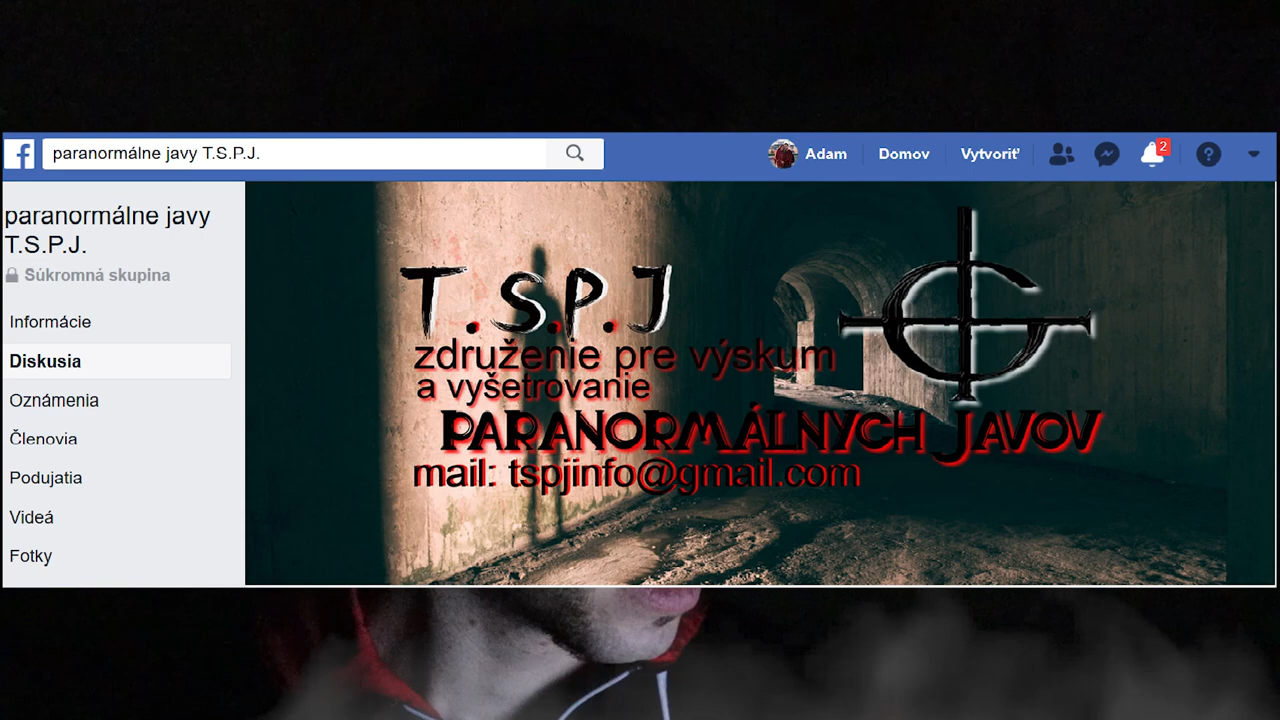 paranormálne javy T.S.P.J.
Adam
Domov
Vytvoriť
2
paranormálne javy
T.S.P.J.
Súkromná skupina
Informácie
Diskusia
Oznámenia
Členovia
Podujatia
Videá
Fotky
T.S.P.J
združenie pre výskum
a vyšetrovanie
PARANORMÁLNYCH JAVOV
mail: tspjinfo@gmail.com